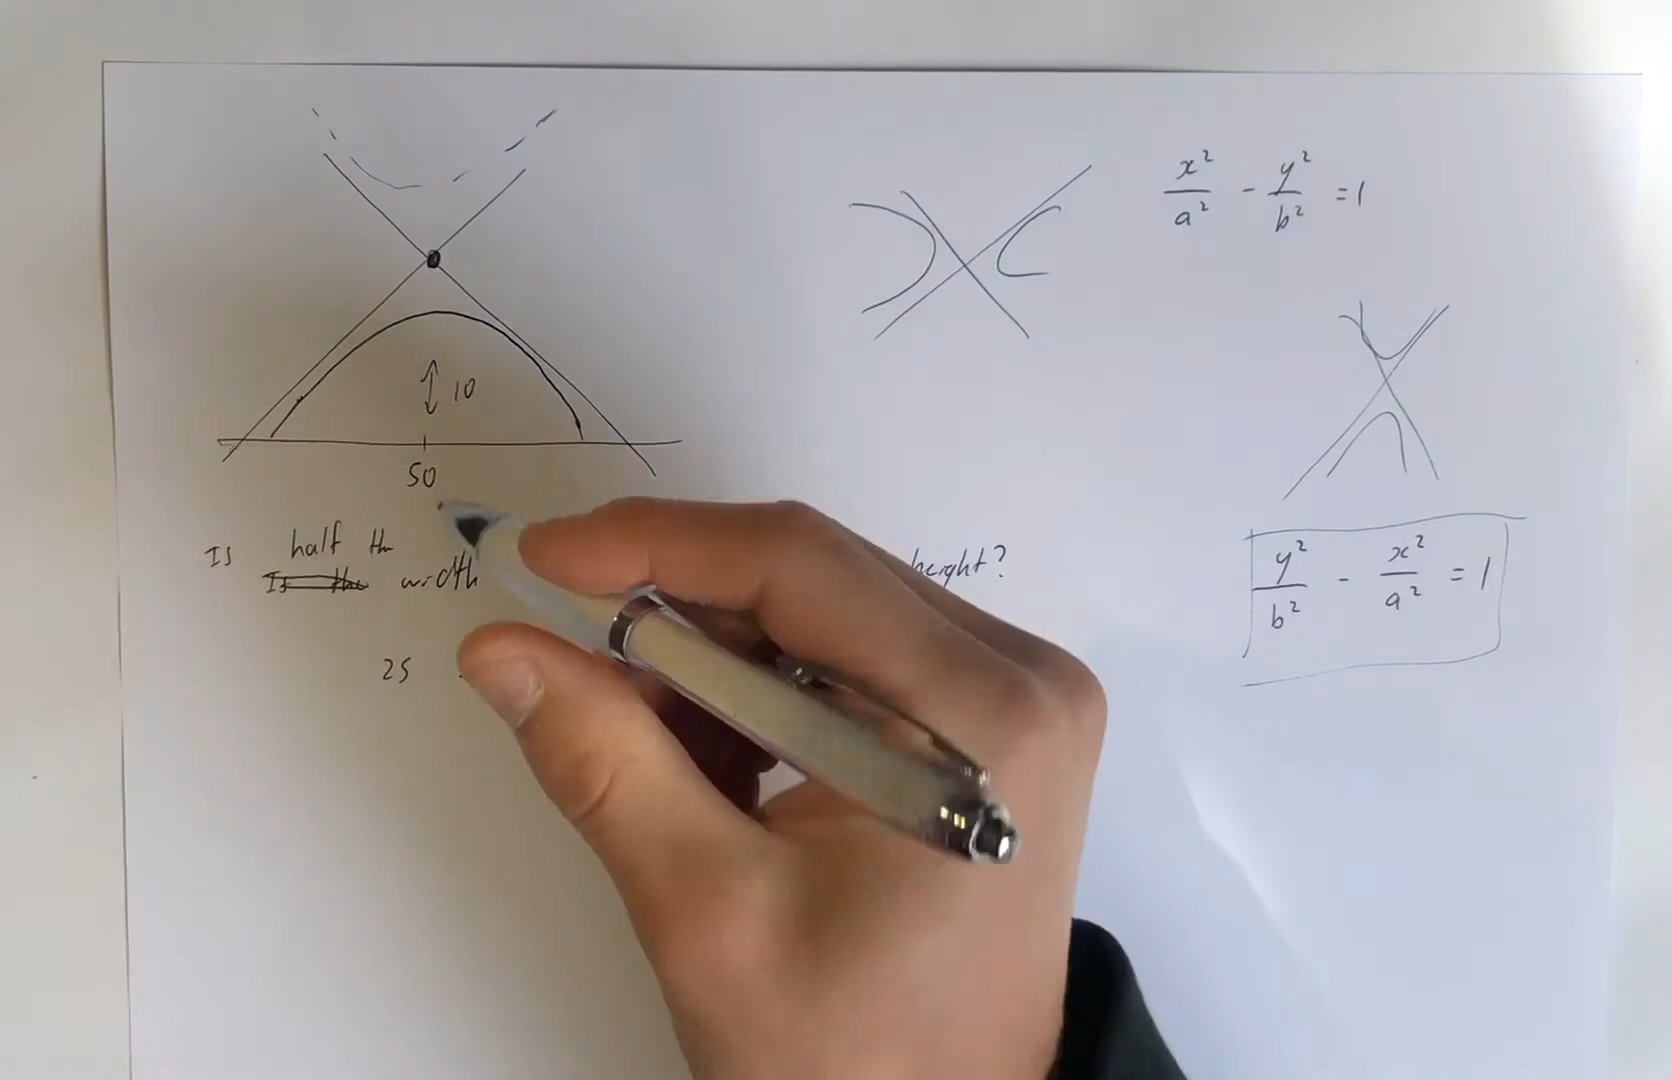 x²/a² - y²/b² = 1
10
50
Is half the
width
height?
y²/b² - x²/a² = 1
25